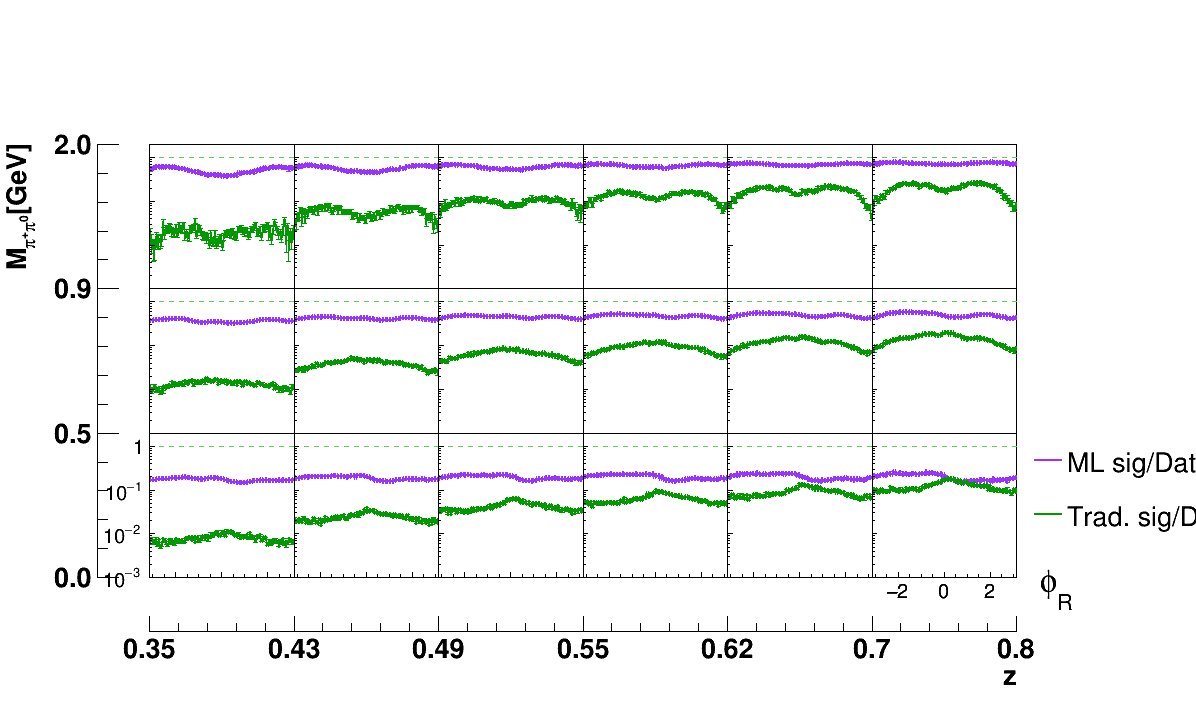 2.0
M_{π⁺π⁰}[GeV]
0.9
0.5
1
10⁻¹
10⁻²
0.0
10⁻³
ML sig/Dat
Trad. sig/D
−2 0 2
ϕ_R
0.35 0.43 0.49 0.55 0.62 0.7 0.8
z